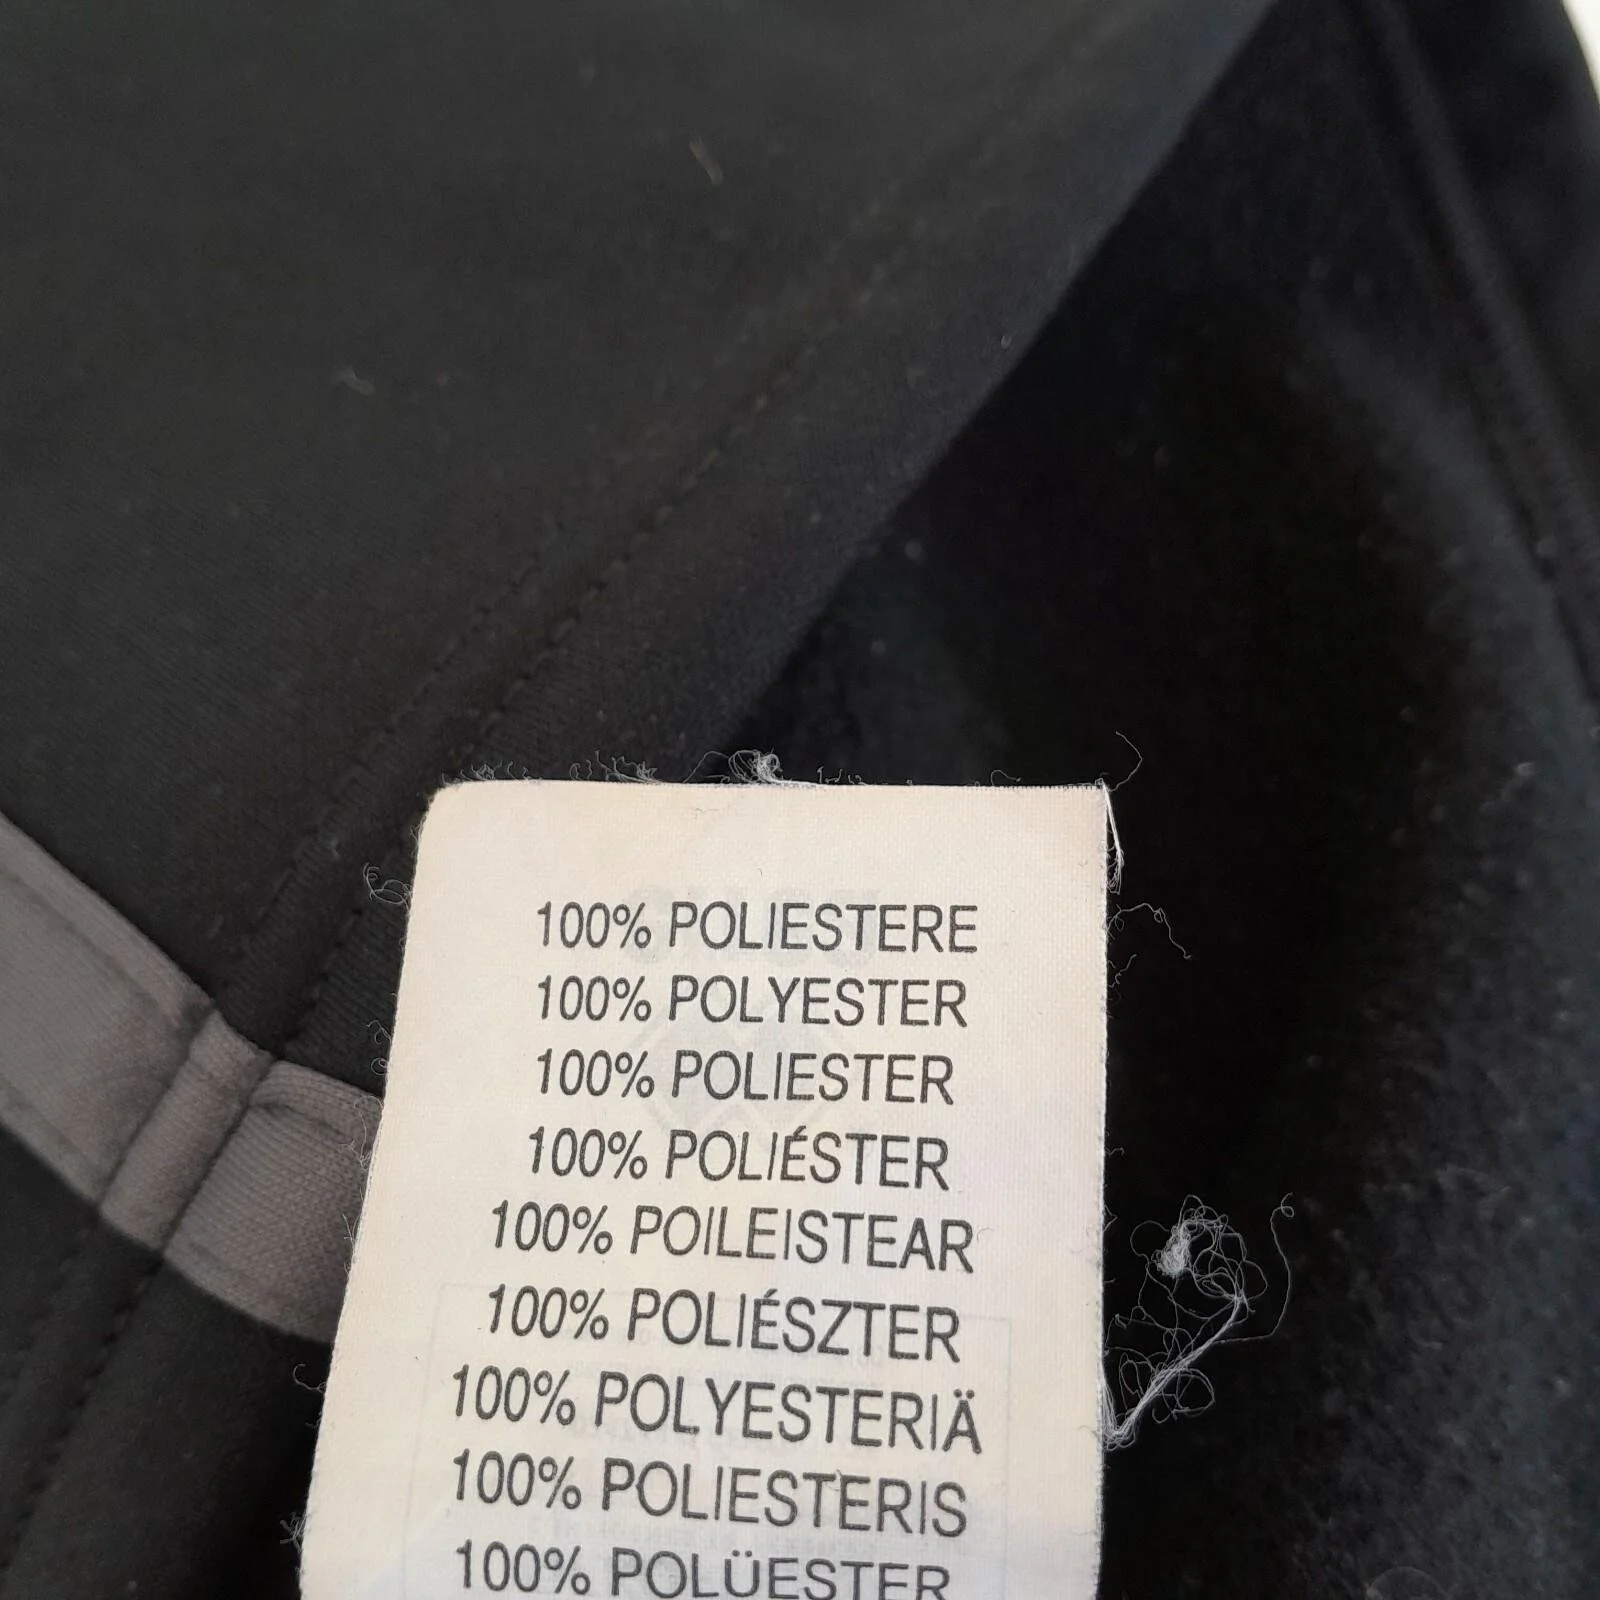 100% POLIESTERE
100% POLYESTER
100% POLIESTER
100% POLIÉSTER
100% POILEISTEAR
100% POLIÉSZTER
100% POLYESTERIÄ
100% POLIESTERIS
100% POLÜESTER